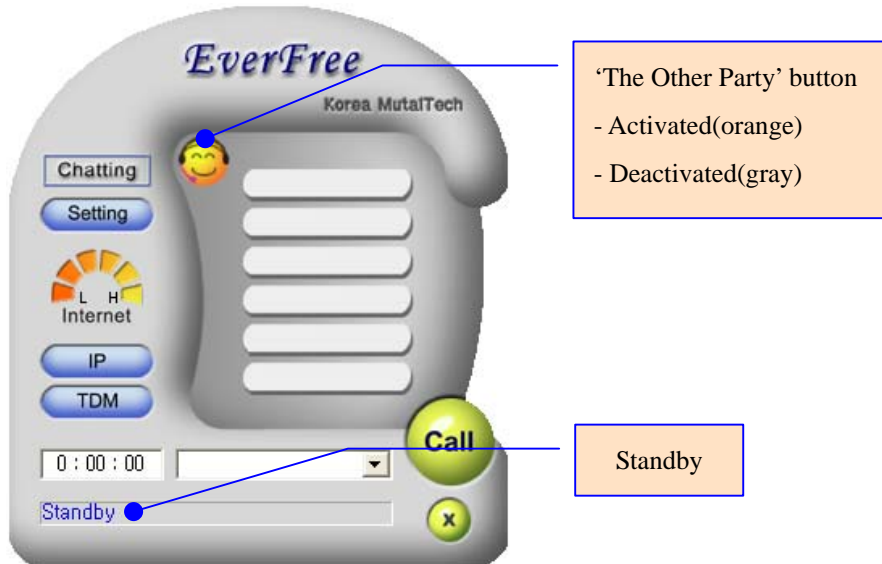 EverFree
Korea MutalTech
‘The Other Party’ button
- Activated(orange)
- Deactivated(gray)
Chatting
Setting
L H
Internet
IP
TDM
Call
0 : 00 : 00
Standby
Standby
x